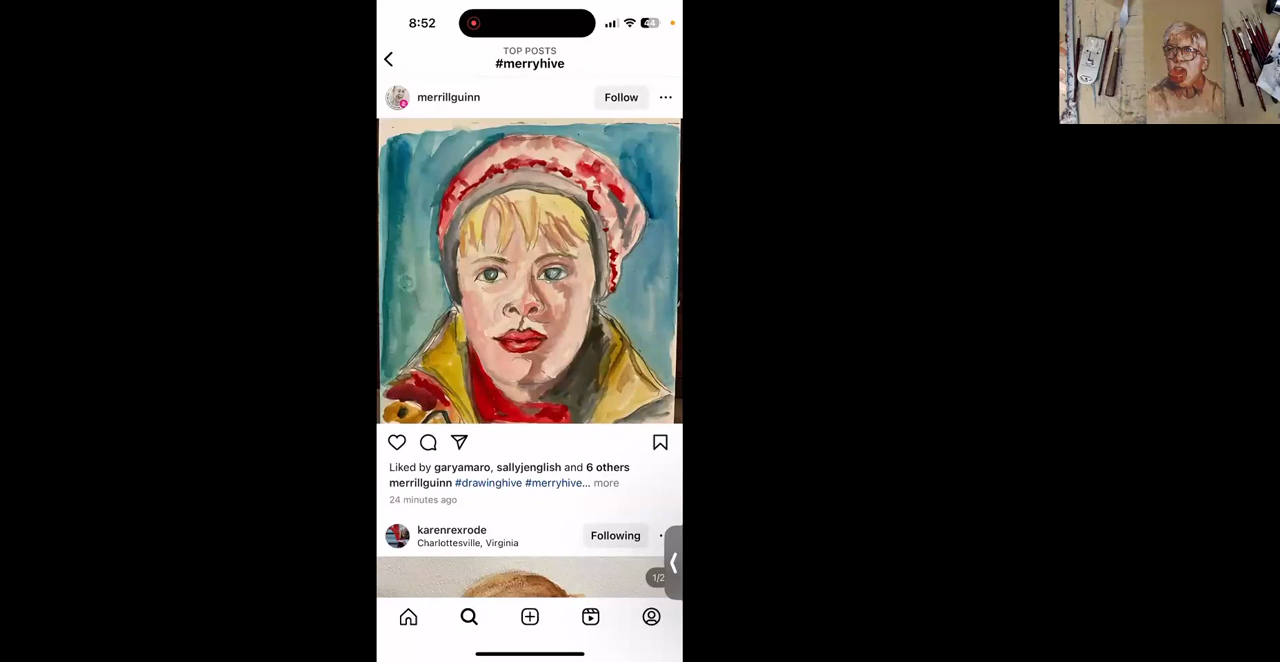 8:52
44
TOP POSTS
#merryhive
merrillguinn
Follow
Liked by garyamaro, sallyjenglish and 6 others
merrillguinn #drawinghive #merryhive... more
24 minutes ago
karenrexrode
Following
Charlottesville, Virginia
1/2